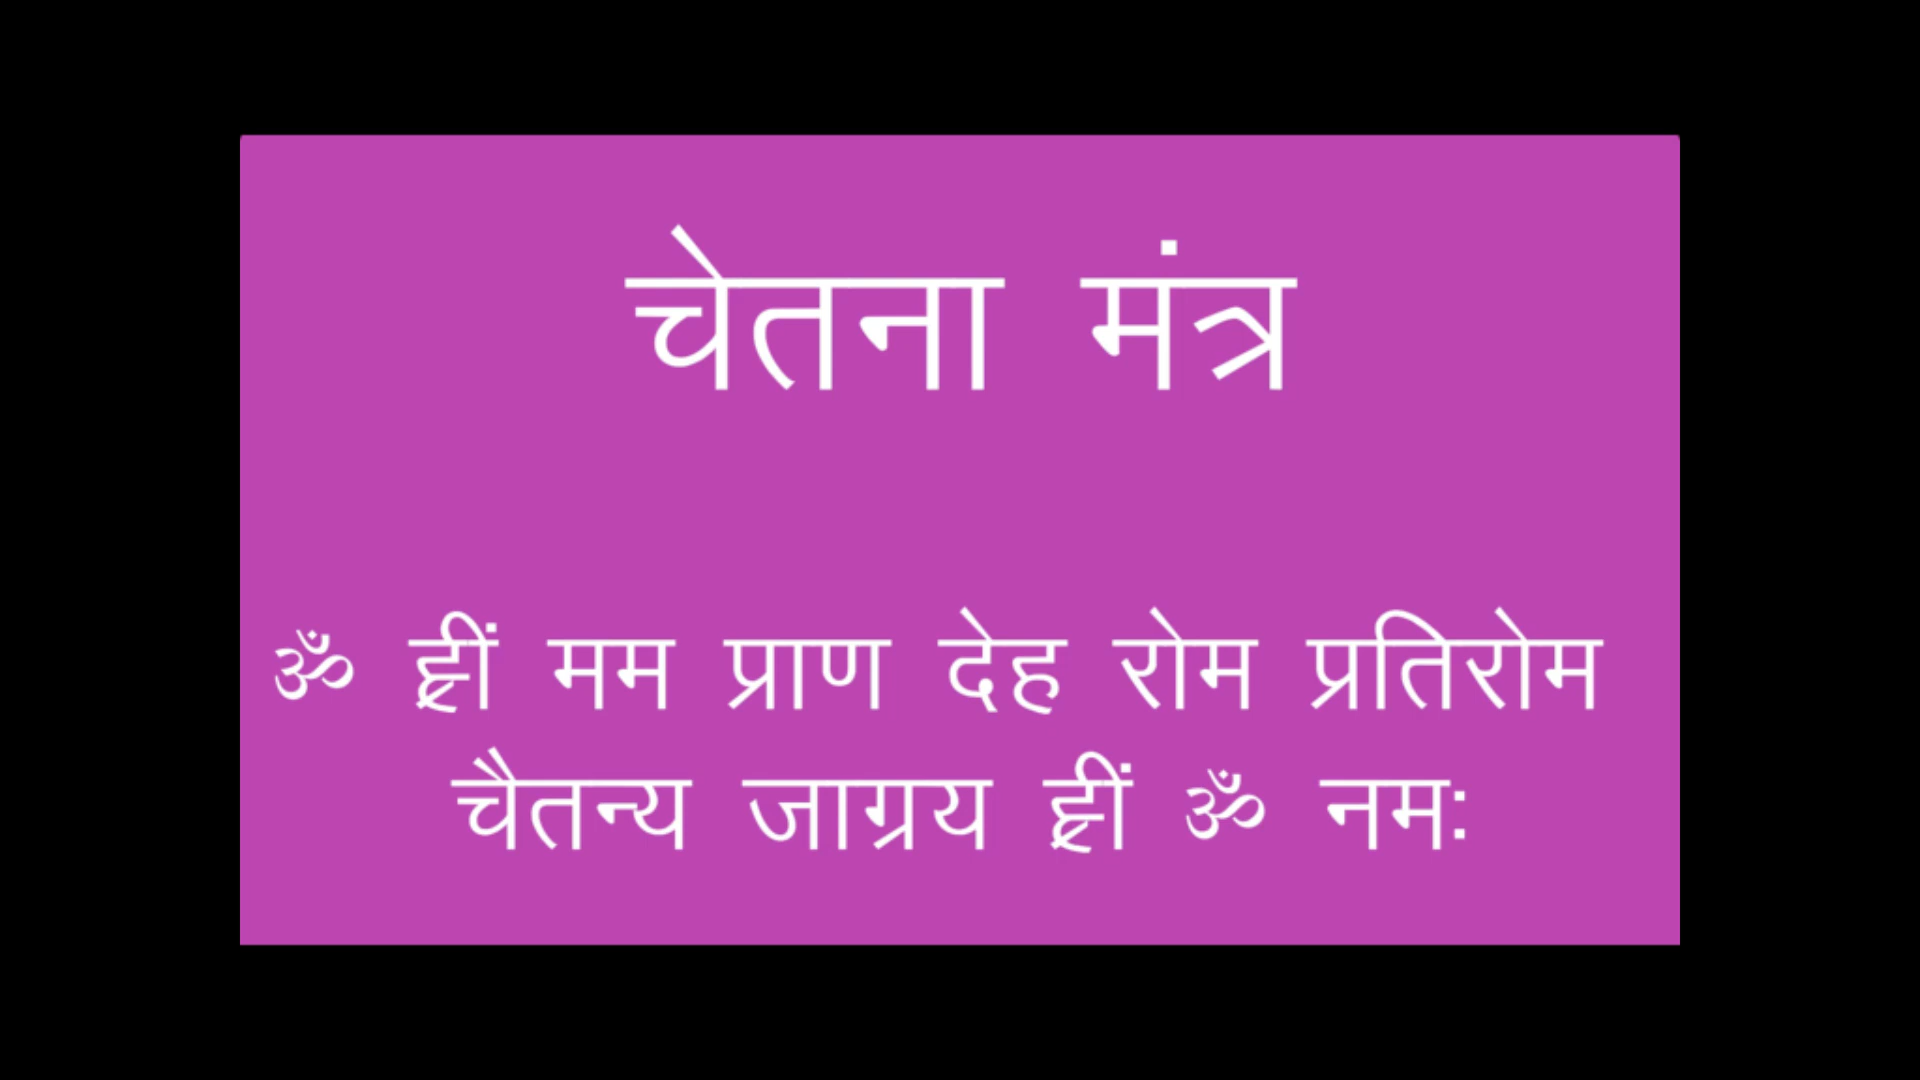 चेतना मंत्र
ॐ ह्रीं मम प्राण देह रोम प्रतिरोम
चैतन्य जाग्रय ह्रीं ॐ नम: